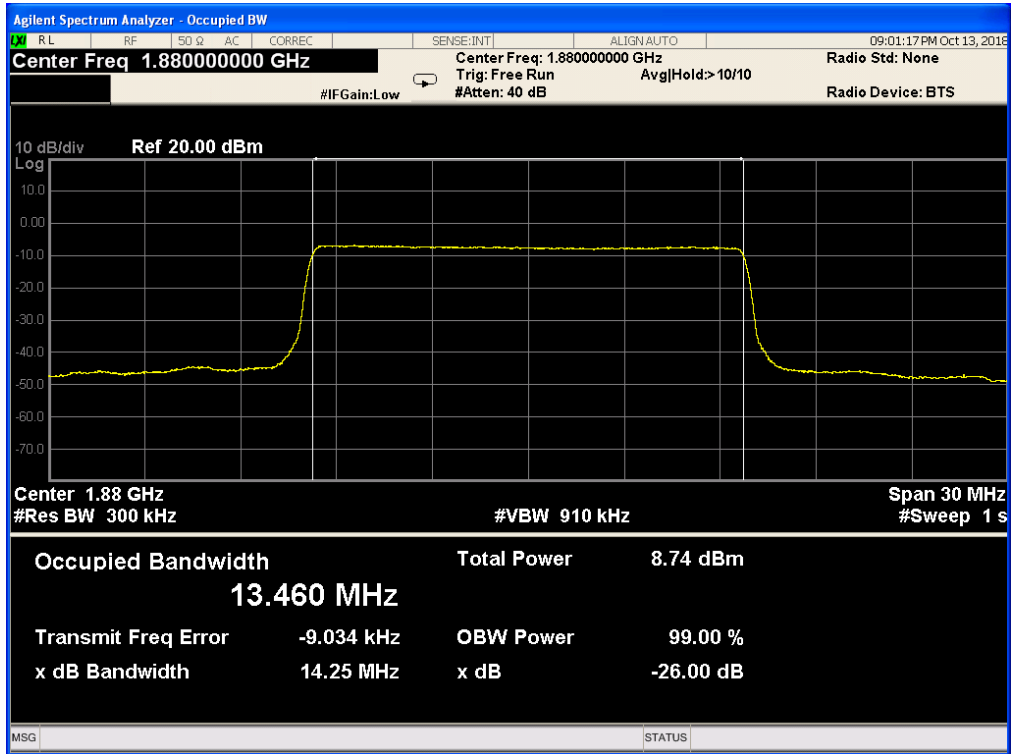 Agilent Spectrum Analyzer - Occupied BW
LXI RL RF 50 Ω AC CORREC SENSE:INT ALIGN AUTO 09:01:17 PM Oct 13, 2018
Center Freq 1.880000000 GHz Center Freq: 1.880000000 GHz Radio Std: None
Trig: Free Run Avg|Hold:>10/10
#IFGain:Low #Atten: 40 dB Radio Device: BTS
10 dB/div Ref 20.00 dBm
Log
10.0
0.00
-10.0
-20.0
-30.0
-40.0
-50.0
-60.0
-70.0
Center 1.88 GHz Span 30 MHz
#Res BW 300 kHz #VBW 910 kHz #Sweep 1 s
Occupied Bandwidth Total Power 8.74 dBm
13.460 MHz
Transmit Freq Error -9.034 kHz OBW Power 99.00 %
x dB Bandwidth 14.25 MHz x dB -26.00 dB
MSG STATUS